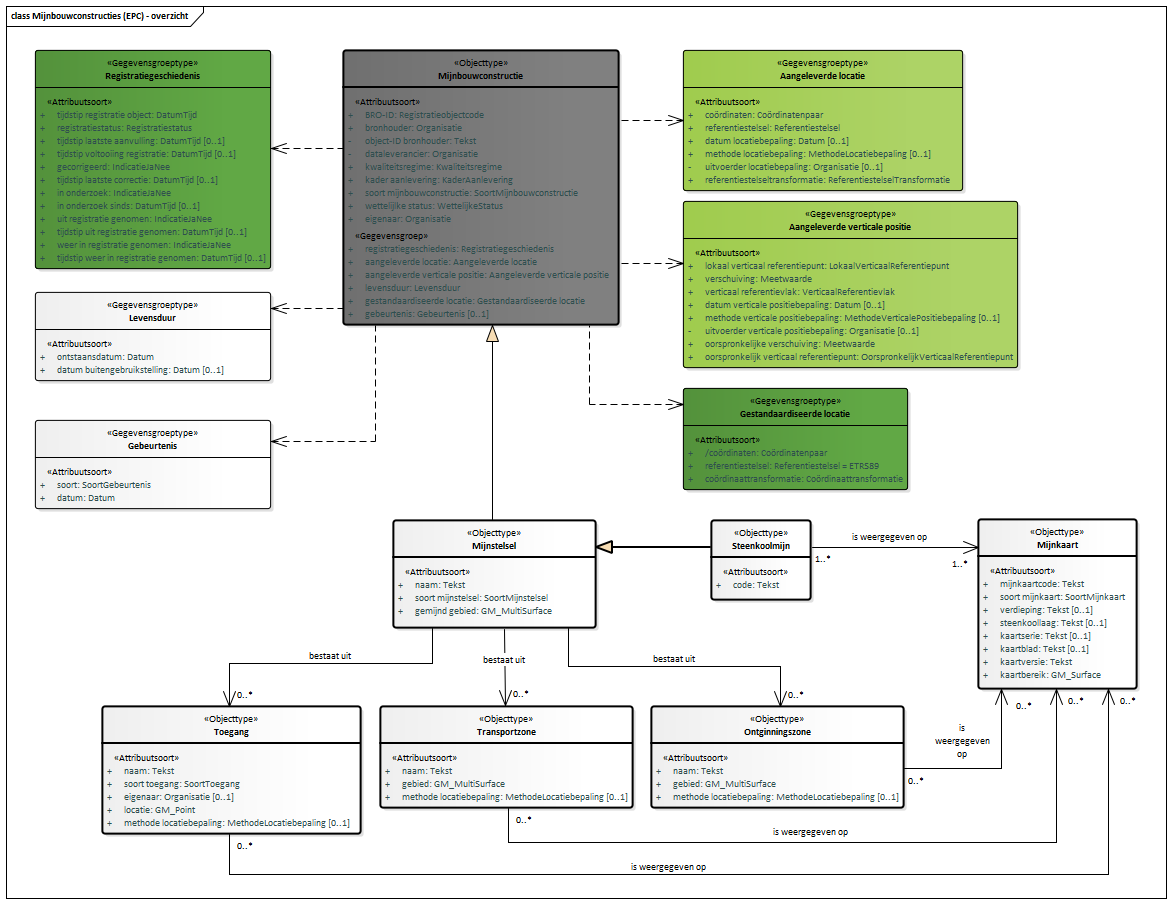 class Mijnbouwconstructies (EPC) - overzicht
«Gegevensgroeptype»
Registratiegeschiedenis
«Attribuutsoort»
+ tijdstip registratie object: DatumTijd
+ registratiestatus: Registratiestatus
+ tijdstip laatste aanvulling: DatumTijd [0..1]
+ tijdstip voltooiing registratie: DatumTijd [0..1]
+ gecorrigeerd: IndicatieJaNee
+ tijdstip laatste correctie: DatumTijd [0..1]
+ in onderzoek: IndicatieJaNee
+ in onderzoek sinds: DatumTijd [0..1]
+ uit registratie genomen: IndicatieJaNee
+ tijdstip uit registratie genomen: DatumTijd [0..1]
+ weer in registratie genomen: IndicatieJaNee
+ tijdstip weer in registratie genomen: DatumTijd [0..1]
«Objecttype»
Mijnbouwconstructie
«Attribuutsoort»
+ BRO-ID: Registratieobjectcode
+ bronhouder: Organisatie
- object-ID bronhouder: Tekst
- dataleverancier: Organisatie
+ kwaliteitsregime: Kwaliteitsregime
+ kader aanlevering: KaderAanlevering
+ soort mijnbouwconstructie: SoortMijnbouwconstructie
+ wettelijke status: WettelijkeStatus
+ eigenaar: Organisatie
«Gegevensgroep»
+ registratiegeschiedenis: Registratiegeschiedenis
+ aangeleverde locatie: Aangeleverde locatie
+ aangeleverde verticale positie: Aangeleverde verticale positie
+ levensduur: Levensduur
+ gestandaardiseerde locatie: Gestandaardiseerde locatie
+ gebeurtenis: Gebeurtenis [0..1]
«Gegevensgroeptype»
Aangeleverde locatie
«Attribuutsoort»
+ coördinaten: Coördinatenpaar
+ referentiestelsel: Referentiestelsel
+ datum locatiebepaling: Datum [0..1]
+ methode locatiebepaling: MethodeLocatiebepaling [0..1]
- uitvoerder locatiebepaling: Organisatie [0..1]
+ referentiestelseltransformatie: ReferentiestelselTransformatie
«Gegevensgroeptype»
Aangeleverde verticale positie
«Attribuutsoort»
+ lokaal verticaal referentiepunt: LokaalVerticaalReferentiepunt
+ verschuiving: Meetwaarde
+ verticaal referentievlak: VerticaalReferentievlak
+ datum verticale positiebepaling: Datum [0..1]
+ methode verticale positiebepaling: MethodeVerticalePositiebepaling [0..1]
- uitvoerder verticale positiebepaling: Organisatie [0..1]
+ oorspronkelijke verschuiving: Meetwaarde
+ oorspronkelijk verticaal referentiepunt: OorspronkelijkVerticaalReferentiepunt
«Gegevensgroeptype»
Levensduur
«Attribuutsoort»
+ ontstaansdatum: Datum
+ datum buitengebruikstelling: Datum [0..1]
«Gegevensgroeptype»
Gestandaardiseerde locatie
«Attribuutsoort»
+ /coördinaten: Coördinatenpaar
+ referentiestelsel: Referentiestelsel = ETRS89
+ coördinaattransformatie: Coördinaattransformatie
«Gegevensgroeptype»
Gebeurtenis
«Attribuutsoort»
+ soort: SoortGebeurtenis
+ datum: Datum
«Objecttype»
Mijnstelsel
«Attribuutsoort»
+ naam: Tekst
+ soort mijnstelsel: SoortMijnstelsel
+ gemijnd gebied: GM_MultiSurface
«Objecttype»
Steenkoolmijn
«Attribuutsoort»
+ code: Tekst
is weergegeven op
1..*
1..*
«Objecttype»
Mijnkaart
«Attribuutsoort»
+ mijnkaartcode: Tekst
+ soort mijnkaart: SoortMijnkaart
+ verdieping: Tekst [0..1]
+ steenkoollaag: Tekst [0..1]
+ kaartserie: Tekst [0..1]
+ kaartblad: Tekst [0..1]
+ kaartversie: Tekst
+ kaartbereik: GM_Surface
bestaat uit
bestaat uit
bestaat uit
0..*
0..*
0..*
0..*
0..*
0..*
«Objecttype»
Toegang
«Attribuutsoort»
+ naam: Tekst
+ soort toegang: SoortToegang
+ eigenaar: Organisatie [0..1]
+ locatie: GM_Point
+ methode locatiebepaling: MethodeLocatiebepaling [0..1]
«Objecttype»
Transportzone
«Attribuutsoort»
+ naam: Tekst
+ gebied: GM_MultiSurface
+ methode locatiebepaling: MethodeLocatiebepaling [0..1]
«Objecttype»
Ontginningszone
«Attribuutsoort»
+ naam: Tekst
+ gebied: GM_MultiSurface
+ methode locatiebepaling: MethodeLocatiebepaling [0..1]
is
weergegeven
op
0..*
0..*
is weergegeven op
0..*
is weergegeven op